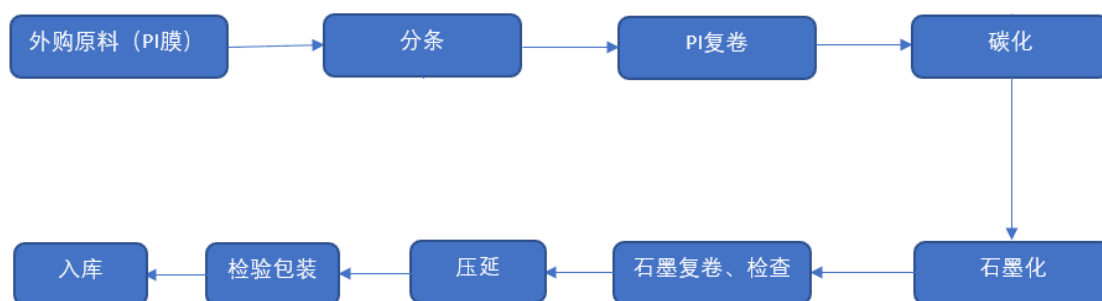 外购原料（PI膜）
分条
PI复卷
碳化
石墨化
石墨复卷、检查
压延
检验包装
入库